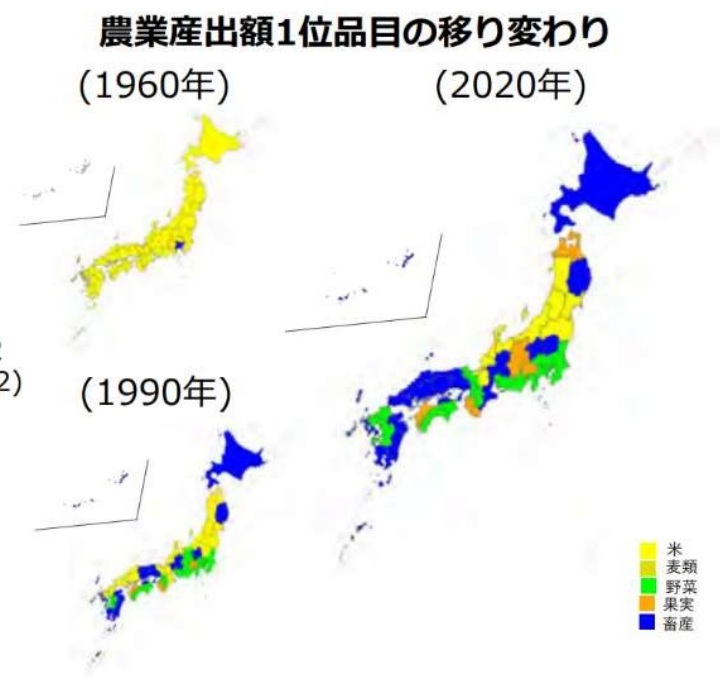 農業産出額1位品目の移り変わり
(1960年)
(2020年)
2)
(1990年)
米
麦類
野菜
果実
畜産